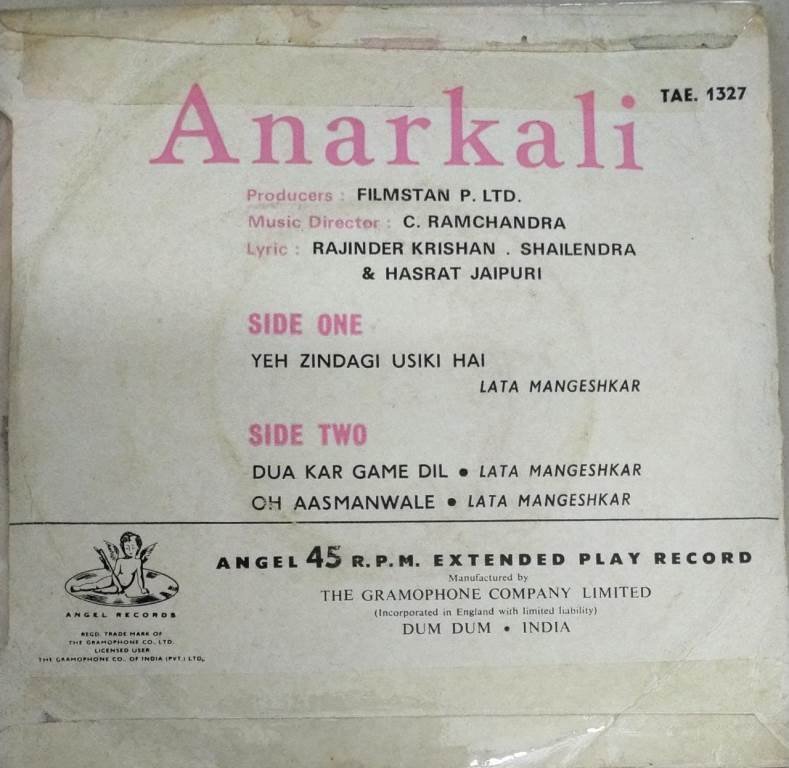 Anarkali
TAE. 1327
Producers : FILMSTAN P. LTD.
Music Director : C. RAMCHANDRA
Lyric : RAJINDER KRISHAN . SHAILENDRA
& HASRAT JAIPURI
SIDE ONE
YEH ZINDAGI USIKI HAI
LATA MANGESHKAR
SIDE TWO
DUA KAR GAME DIL • LATA MANGESHKAR
OH AASMANWALE • LATA MANGESHKAR
ANGEL RECORDS
REGD. TRADE MARK OF
THE GRAMOPHONE CO. LTD.
LICENSED USER
THE GRAMOPHONE CO. OF INDIA (PVT.) LTD.
ANGEL 45 R.P.M. EXTENDED PLAY RECORD
Manufactured by
THE GRAMOPHONE COMPANY LIMITED
(Incorporated in England with limited liability)
DUM DUM • INDIA